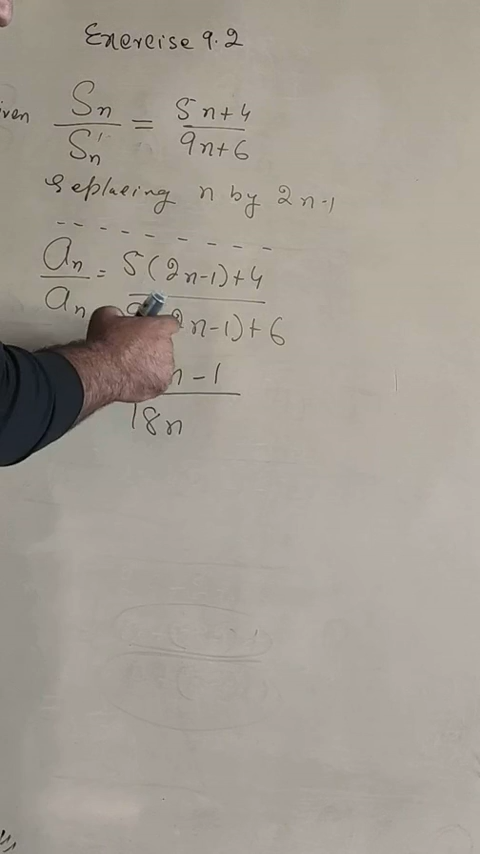 Exercise 9.2
Sn/S'n = 5n+4/9n+6
replacing n by 2n-1
an/an = 5(2n-1)+4/2n-1)+6
n-1/18n